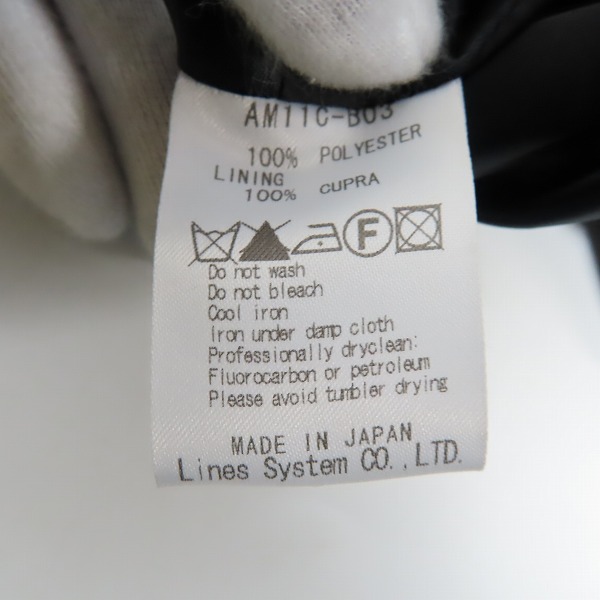 AM11C-B03
100% POLYESTER
LINING
100% CUPRA
F
Do not wash
Do not bleach
Cool iron
Iron under damp cloth
Professionally dryclean:
Fluorocarbon or petroleum
Please avoid tumbler drying
MADE IN JAPAN
Lines System CO.,LTD.